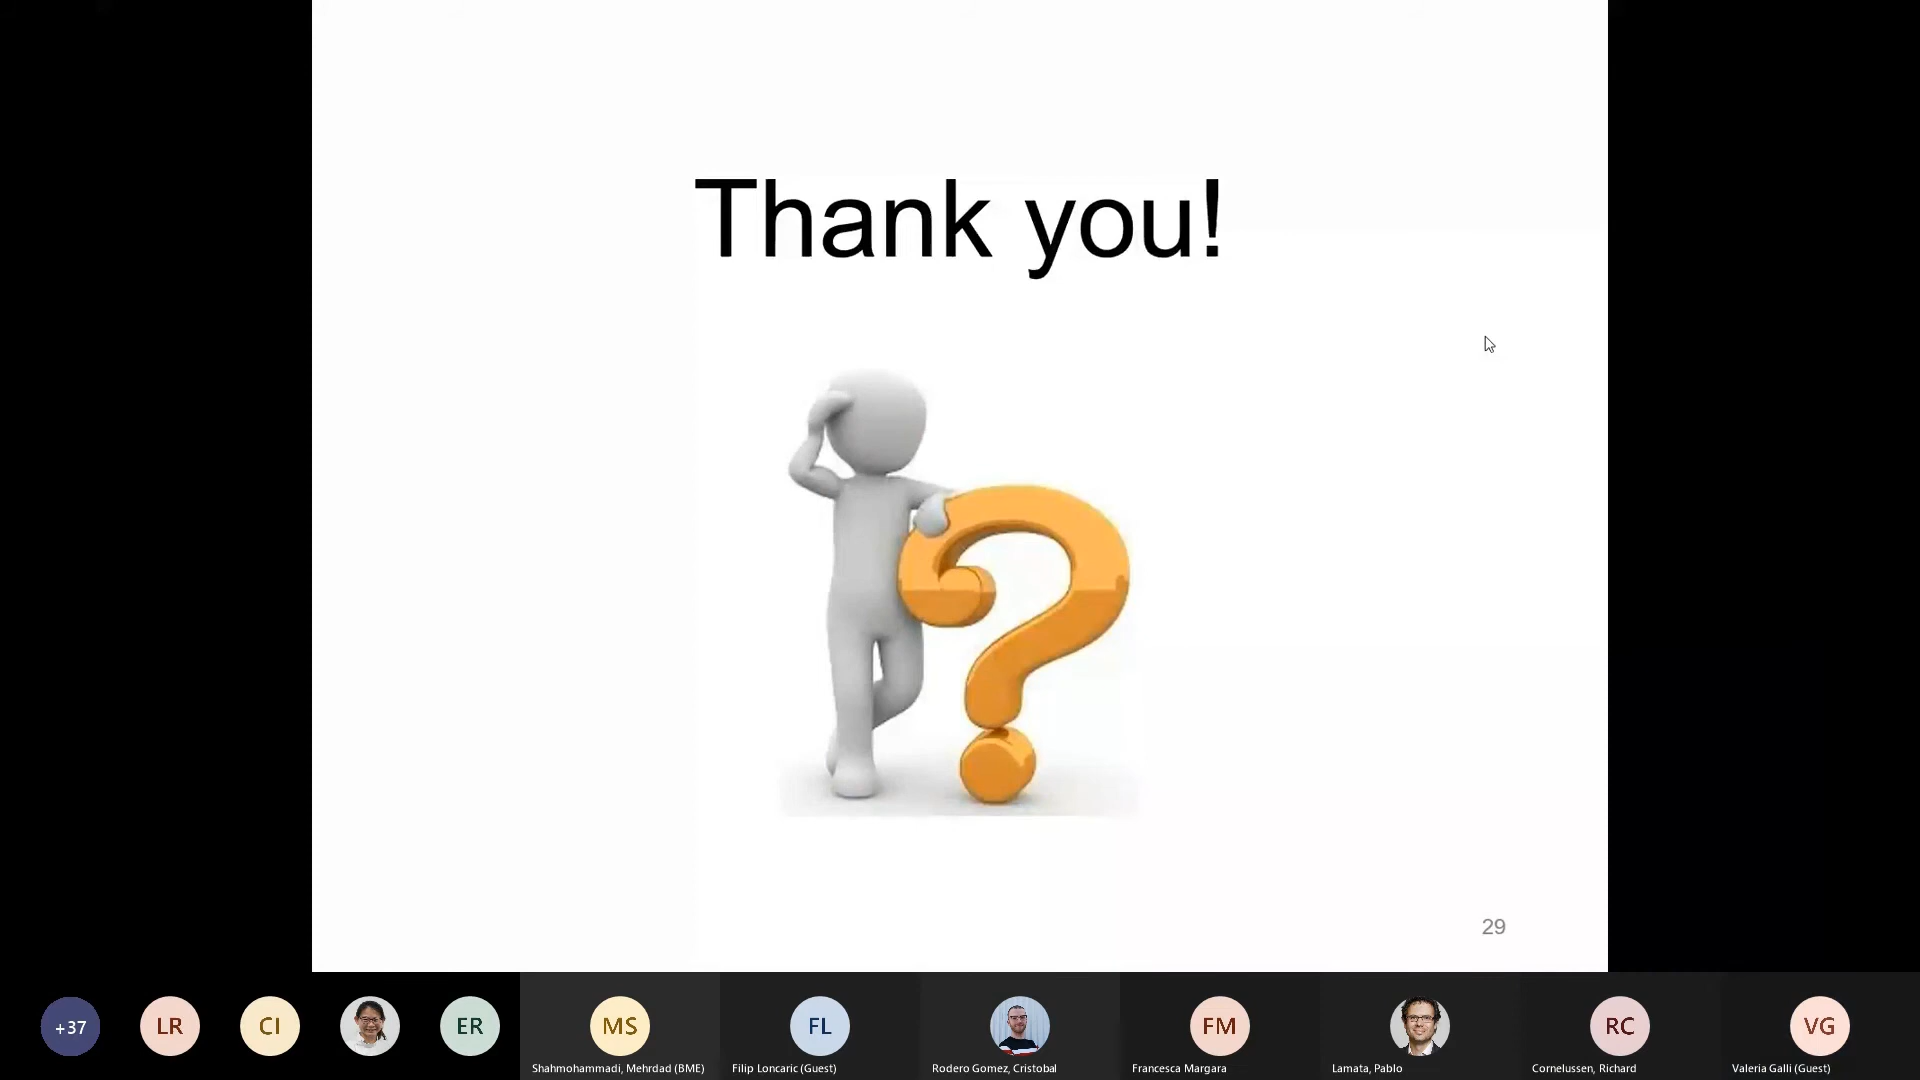 Thank you!
29
+37
LR
CI
ER
MS
FL
FM
RC
VG
Shahmohammadi, Mehrdad (BME)
Filip Loncaric (Guest)
Rodero Gomez, Cristobal
Francesca Margara
Lamata, Pablo
Cornelussen, Richard
Valeria Galli (Guest)